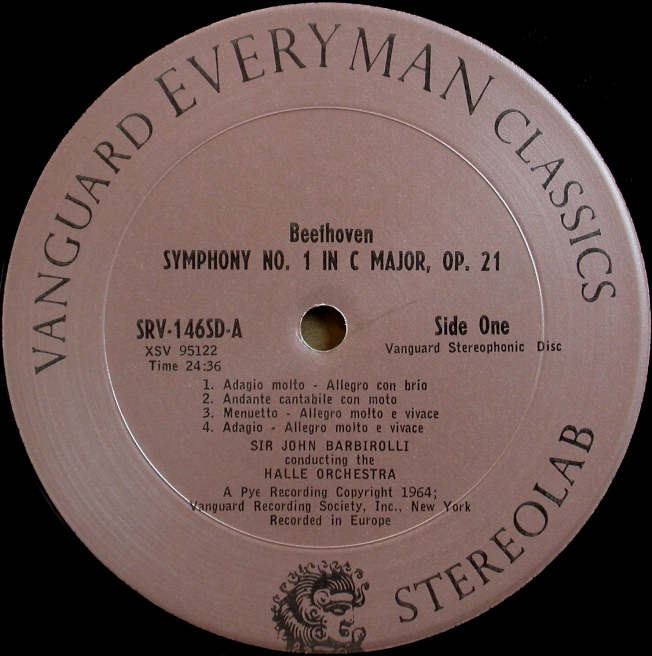 VANGUARD EVERYMAN CLASSICS
Beethoven
SYMPHONY NO. 1 IN C MAJOR, OP. 21
SRV-146SD-A
XSV 95122
Time 24:36
Side One
Vanguard Stereophonic Disc
1. Adagio molto - Allegro con brio
2. Andante cantabile con moto
3. Menuetto - Allegro molto e vivace
4. Adagio - Allegro molto e vivace
SIR JOHN BARBIROLLI
conducting the
HALLE ORCHESTRA
A Pye Recording Copyright 1964;
Vanguard Recording Society, Inc., New York
Recorded in Europe
STEREOLAB